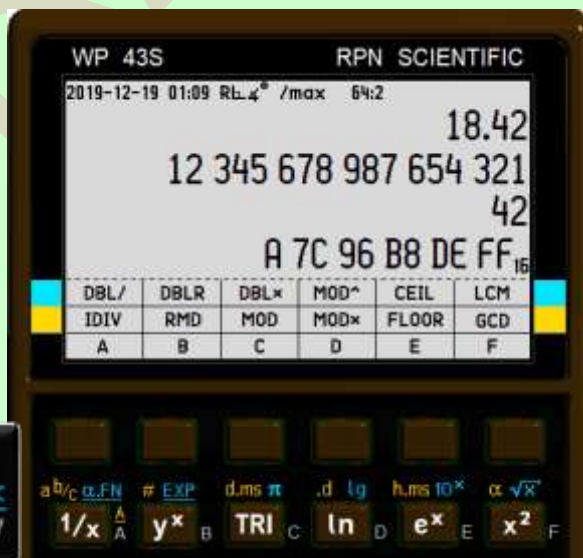 WP 43S RPN SCIENTIFIC
2019-12-19 01:09 /max 64:2
18.42
12 345 678 987 654 321
42
A 7C 96 B8 DE FF16
DBL/ DBLR DBL× MOD^ CEIL LCM
IDIV RMD MOD MOD× FLOOR GCD
A B C D E F
a b/c α.FN # EXP d.ms π .d lg h.ms 10ˣ α √x
1/x A yˣ B TRI C ln D eˣ E x² F